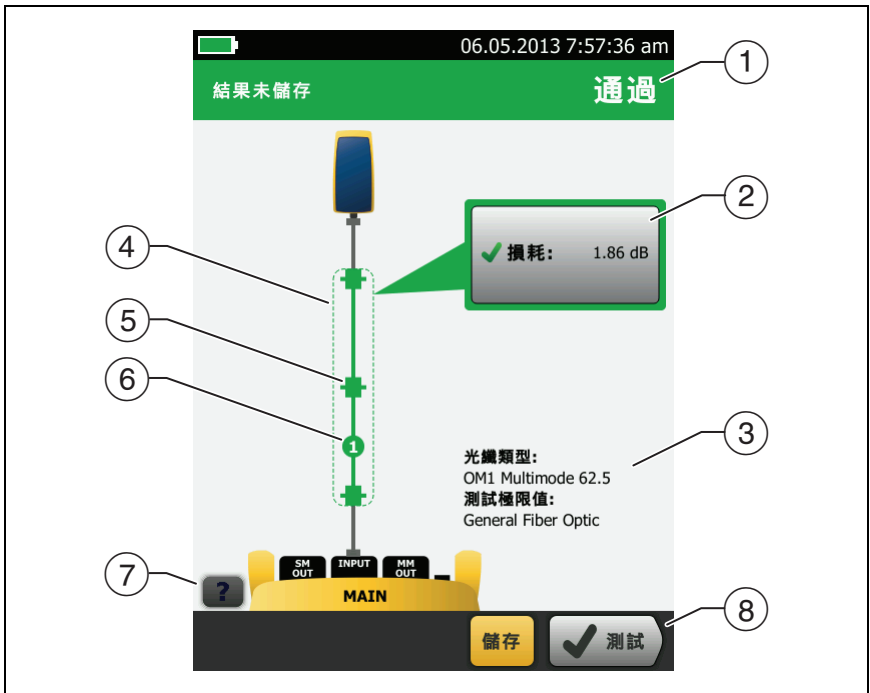 06.05.2013 7:57:36 am
結果未儲存
通過
1
2
損耗:
1.86 dB
4
5
6
1
3
光纖類型:
OM1 Multimode 62.5
測試極限值:
General Fiber Optic
SM OUT
INPUT
MM OUT
7
?
MAIN
儲存
測試
8